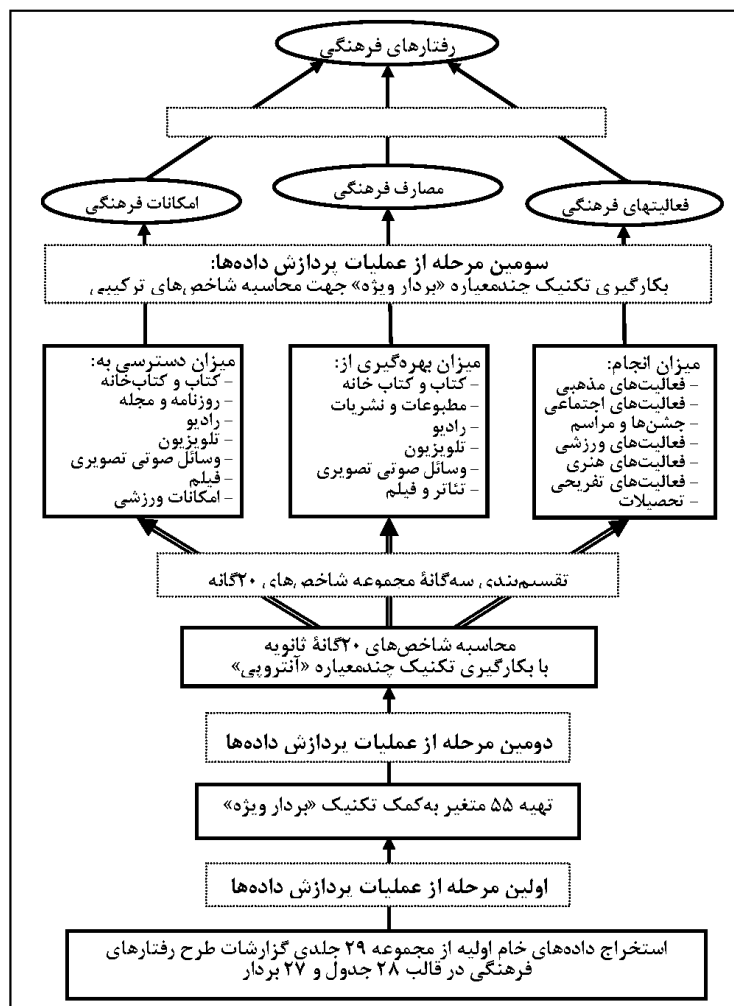 رفتارهای فرهنگی
فعالیتهای فرهنگی
مصارف فرهنگی
امکانات فرهنگی
سومین مرحله از عملیات پردازش داده‌ها:
بکارگیری تکنیک چندمعیاره «بردار ویژه» جهت محاسبه شاخص‌های ترکیبی
میزان انجام:
– فعالیت‌های مذهبی
– فعالیت‌های اجتماعی
– جشن‌ها و مراسم
– فعالیت‌های ورزشی
– فعالیت‌های هنری
– فعالیت‌های تفریحی
– تحصیلات
میزان بهره‌گیری از:
– کتاب و کتاب خانه
– مطبوعات و نشریات
– رادیو
– تلویزیون
– وسائل صوتی تصویری
– تئاتر و فیلم
میزان دسترسی به:
– کتاب و کتاب‌خانه
– روزنامه و مجله
– رادیو
– تلویزیون
– وسائل صوتی تصویری
– فیلم
– امکانات ورزشی
تقسیم‌بندی سه‌گانۀ مجموعه شاخص‌های ۲۰گانه
محاسبه شاخص‌های ۲۰گانۀ ثانویه
با بکارگیری تکنیک چندمعیاره «آنتروپی»
دومین مرحله از عملیات پردازش داده‌ها
تهیه ۵۵ متغیر به‌کمک تکنیک «بردار ویژه»
اولین مرحله از عملیات پردازش داده‌ها
استخراج داده‌های خام اولیه از مجموعه ۲۹ جلدی گزارشات طرح رفتارهای
فرهنگی در قالب ۲۸ جدول و ۲۷ بردار